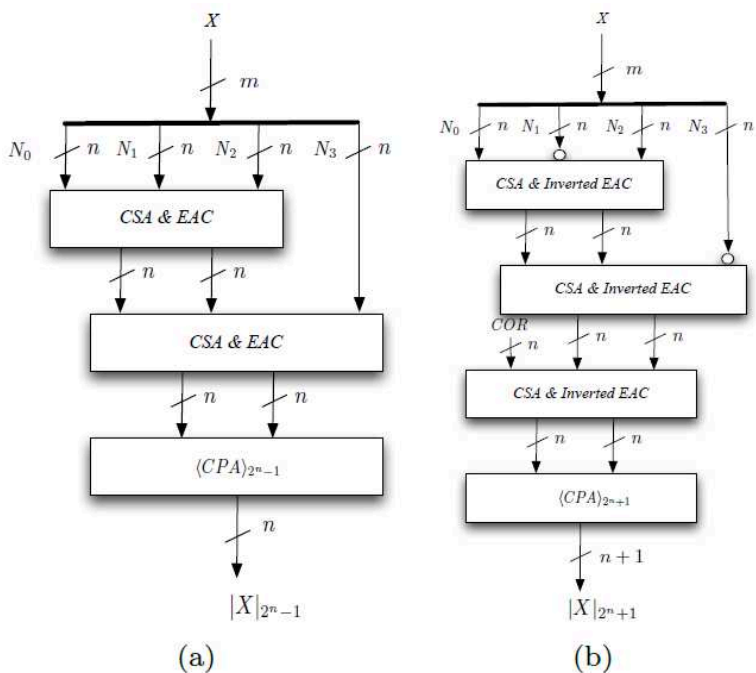 X
m
N₀ n N₁ n N₂ n N₃ n
CSA & EAC
n n
CSA & EAC
n n
⟨CPA⟩₂ⁿ₋₁
n
|X|₂ⁿ₋₁
(a)
X
m
N₀ n N₁ n N₂ n N₃ n
CSA & Inverted EAC
n n
CSA & Inverted EAC
COR n n n
CSA & Inverted EAC
n n
⟨CPA⟩₂ⁿ₊₁
n + 1
|X|₂ⁿ₊₁
(b)